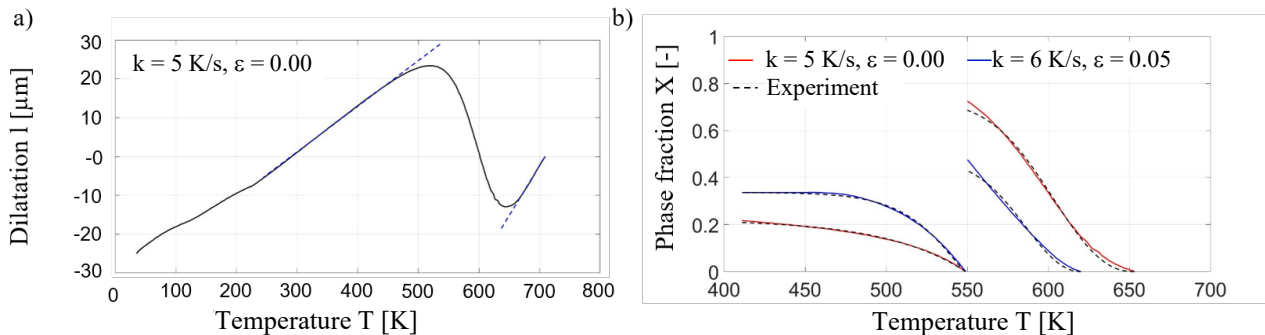 a)
Dilatation l [µm]
30
20
10
-0
-10
-20
-30
k = 5 K/s, ε = 0.00
0 100 200 300 400 500 600 700 800
Temperature T [K]
b)
Phase fraction X [-]
1
0.8
0.6
0.4
0.2
0
k = 5 K/s, ε = 0.00 k = 6 K/s, ε = 0.05
Experiment
400 450 500 550 600 650 700
Temperature T [K]